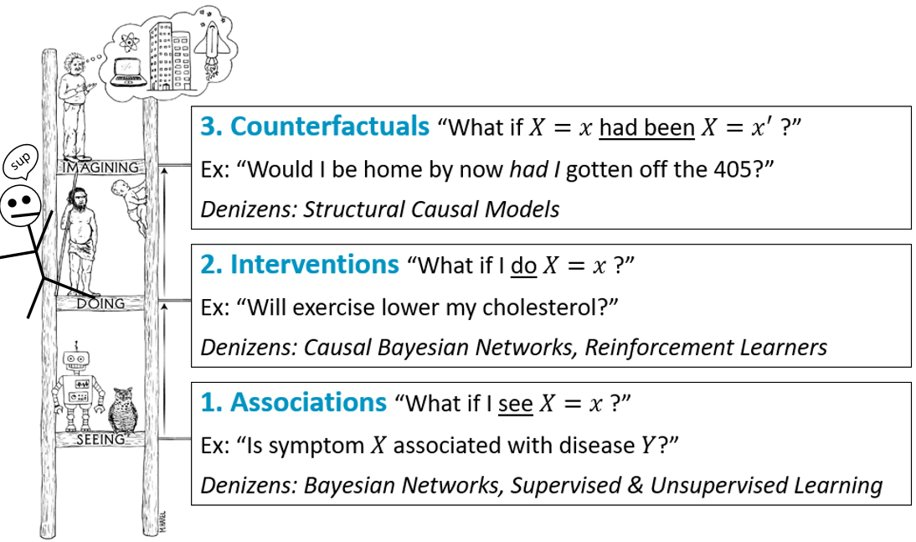 sup
IMAGINING
3. Counterfactuals “What if X = x had been X = x′ ?”
Ex: “Would I be home by now had I gotten off the 405?”
Denizens: Structural Causal Models
DOING
2. Interventions “What if I do X = x ?”
Ex: “Will exercise lower my cholesterol?”
Denizens: Causal Bayesian Networks, Reinforcement Learners
SEEING
1. Associations “What if I see X = x ?”
Ex: “Is symptom X associated with disease Y?”
Denizens: Bayesian Networks, Supervised & Unsupervised Learning
M.HAREL